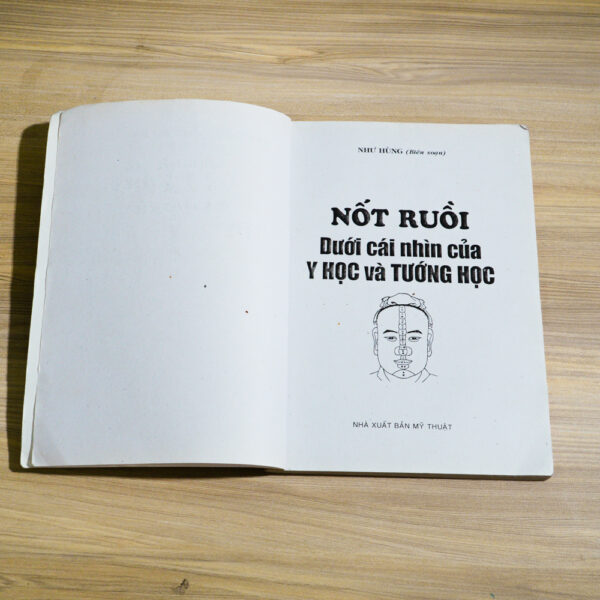 NHƯ HÙNG (Biên soạn)
NỐT RUỒI
Dưới cái nhìn của
Y HỌC và TƯỚNG HỌC
NHÀ XUẤT BẢN MỸ THUẬT